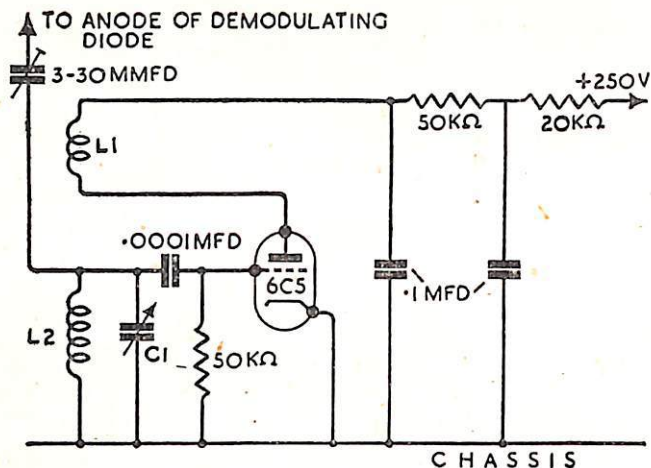 TO ANODE OF DEMODULATING
DIODE
3-30MMFD
+250V
50KΩ
20KΩ
L1
·0001MFD
6C5
·1MFD
L2
C1
50KΩ
CHASSIS